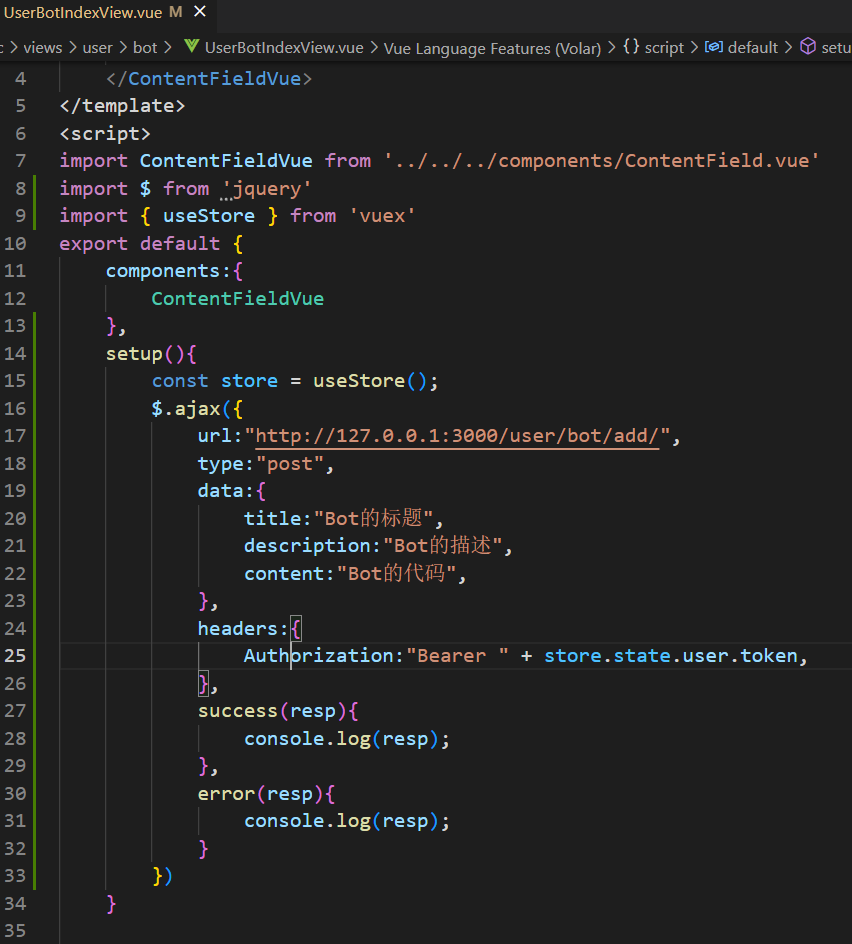 UserBotIndexView.vue M ×
c > views > user > bot > UserBotIndexView.vue > Vue Language Features (Volar) > {} script > default > setu
4 </ContentFieldVue>
5 </template>
6 <script>
7 import ContentFieldVue from '../../../components/ContentField.vue'
8 import $ from 'jquery'
9 import { useStore } from 'vuex'
10 export default {
11 components:{
12 ContentFieldVue
13 },
14 setup(){
15 const store = useStore();
16 $.ajax({
17 url:"http://127.0.0.1:3000/user/bot/add/",
18 type:"post",
19 data:{
20 title:"Bot的标题",
21 description:"Bot的描述",
22 content:"Bot的代码",
23 },
24 headers:{
25 Authorization:"Bearer " + store.state.user.token,
26 },
27 success(resp){
28 console.log(resp);
29 },
30 error(resp){
31 console.log(resp);
32 }
33 })
34 }
35